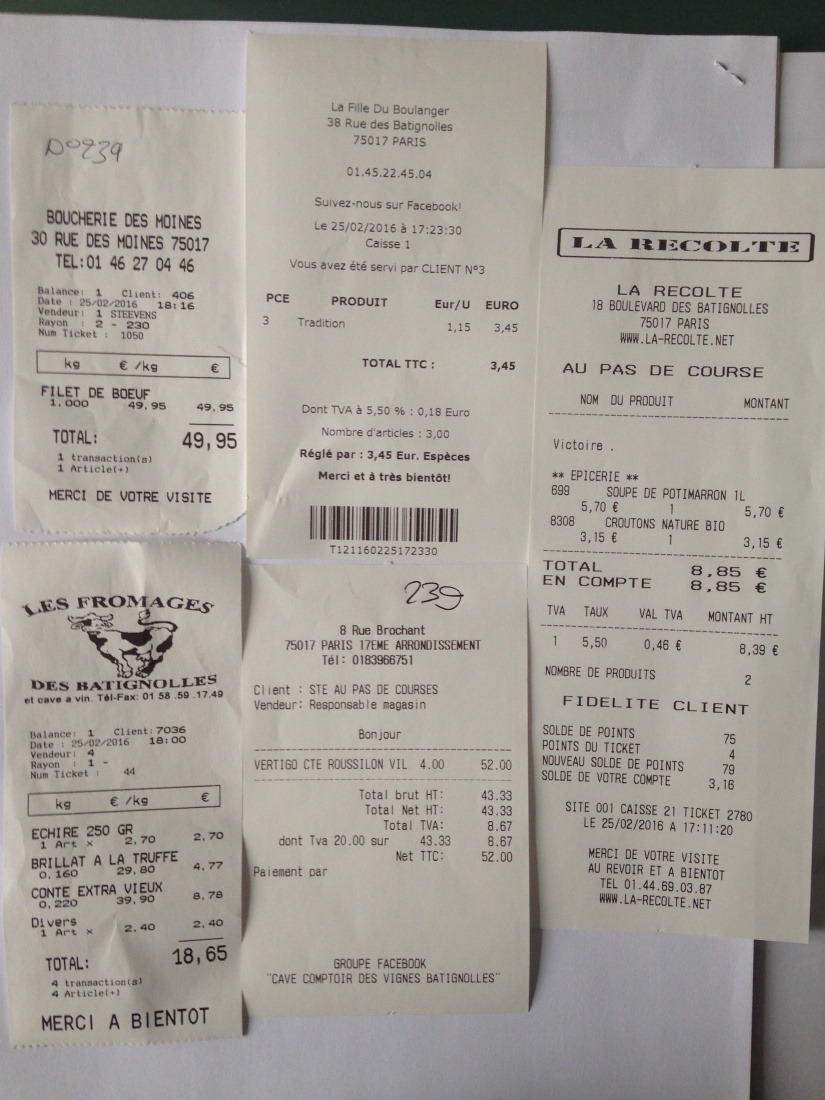 D°239
BOUCHERIE DES MOINES
30 RUE DES MOINES 75017
TEL:01 46 27 04 46
Balance: 1 Client: 406
Date : 25/02/2016 18:16
Vendeur: 1 STEEVENS
Rayon : 2 - 230
Num Ticket : 1050
kg € /kg €
FILET DE BOEUF
1,000 49,95 49,95
TOTAL: 49,95
1 transaction(s)
1 Article(+)
MERCI DE VOTRE VISITE
La Fille Du Boulanger
38 Rue des Batignolles
75017 PARIS
01.45.22.45.04
Suivez-nous sur Facebook!
Le 25/02/2016 à 17:23:30
Caisse 1
Vous avez été servi par CLIENT N°3
PCE PRODUIT Eur/U EURO
3 Tradition 1,15 3,45
TOTAL TTC : 3,45
Dont TVA à 5,50 % : 0,18 Euro
Nombre d'articles : 3,00
Réglé par : 3,45 Eur. Espèces
Merci et à très bientôt!
T121160225172330
LA RECOLTE
LA RECOLTE
18 BOULEVARD DES BATIGNOLLES
75017 PARIS
WWW.LA-RECOLTE.NET
AU PAS DE COURSE
NOM DU PRODUIT MONTANT
Victoire .
** EPICERIE **
699 SOUPE DE POTIMARRON 1L
5,70 € 1 5,70 €
8308 CROUTONS NATURE BIO
3,15 € 1 3,15 €
TOTAL 8,85 €
EN COMPTE 8,85 €
TVA TAUX VAL TVA MONTANT HT
1 5,50 0,46 € 8,39 €
NOMBRE DE PRODUITS 2
FIDELITE CLIENT
SOLDE DE POINTS 75
POINTS DU TICKET 4
NOUVEAU SOLDE DE POINTS 79
SOLDE DE VOTRE COMPTE 3,16
SITE 001 CAISSE 21 TICKET 2780
LE 25/02/2016 A 17:11:20
MERCI DE VOTRE VISITE
AU REVOIR ET A BIENTOT
TEL 01.44.69.03.87
WWW.LA-RECOLTE.NET
LES FROMAGES
DES BATIGNOLLES
et cave a vin. Tél-Fax: 01 58 .59 .17.49
Balance: 1 Client:7036
Date : 25/02/2016 18:00
Vendeur: 4
Rayon : 1 -
Num Ticket : 44
kg € /kg €
ECHIRE 250 GR
1 Art × 2,70 2,70
BRILLAT A LA TRUFFE
0,160 29,80 4,77
CONTE EXTRA VIEUX
0,220 39,90 8,78
Divers
1 Art × 2,40 2,40
TOTAL: 18,65
4 transaction(s)
4 Article(+)
MERCI A BIENTOT
239
8 Rue Brochant
75017 PARIS 17EME ARRONDISSEMENT
Tél: 0183966751
Client : STE AU PAS DE COURSES
Vendeur: Responsable magasin
Bonjour
VERTIGO CTE ROUSSILON VIL 4.00 52.00
Total brut HT: 43.33
Total Net HT: 43.33
Total TVA: 8.67
dont Tva 20.00 sur 43.33 8.67
Net TTC: 52.00
Paiement par
GROUPE FACEBOOK
"CAVE COMPTOIR DES VIGNES BATIGNOLLES"